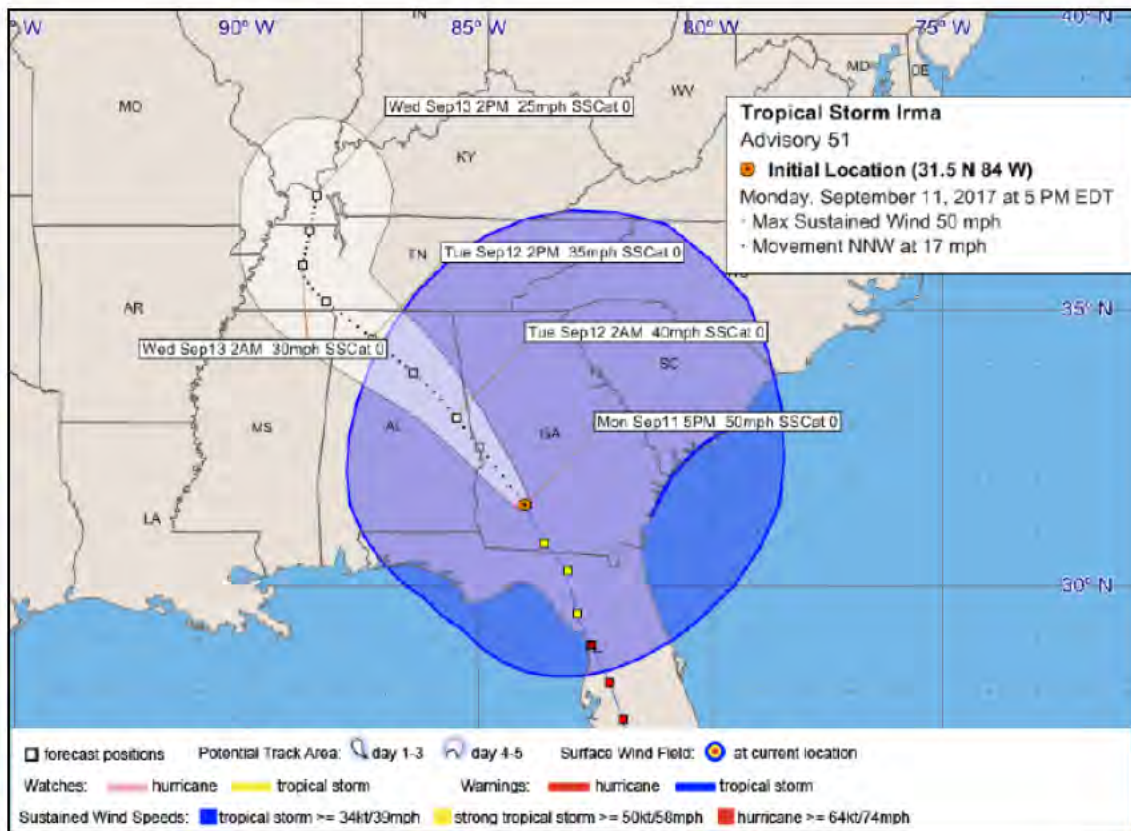 IN
90° W
85° W
80° W
75° W
40° N
MO
WV
MD
DE
Wed Sep13 2PM 25mph SSCat 0
KY
Tropical Storm Irma
Advisory 51
Initial Location (31.5 N 84 W)
Monday, September 11, 2017 at 5 PM EDT
· Max Sustained Wind 50 mph
· Movement NNW at 17 mph
TN
Tue Sep12 2PM 35mph SSCat 0
AR
35° N
Tue Sep12 2AM 40mph SSCat 0
Wed Sep13 2AM 30mph SSCat 0
SC
MS
AL
GA
Mon Sep11 5PM 50mph SSCat 0
LA
30° N
forecast positions Potential Track Area: day 1-3 day 4-5 Surface Wind Field: at current location
Watches: hurricane tropical storm Warnings: hurricane tropical storm
Sustained Wind Speeds: tropical storm >= 34kt/39mph strong tropical storm >= 50kt/58mph hurricane >= 64kt/74mph